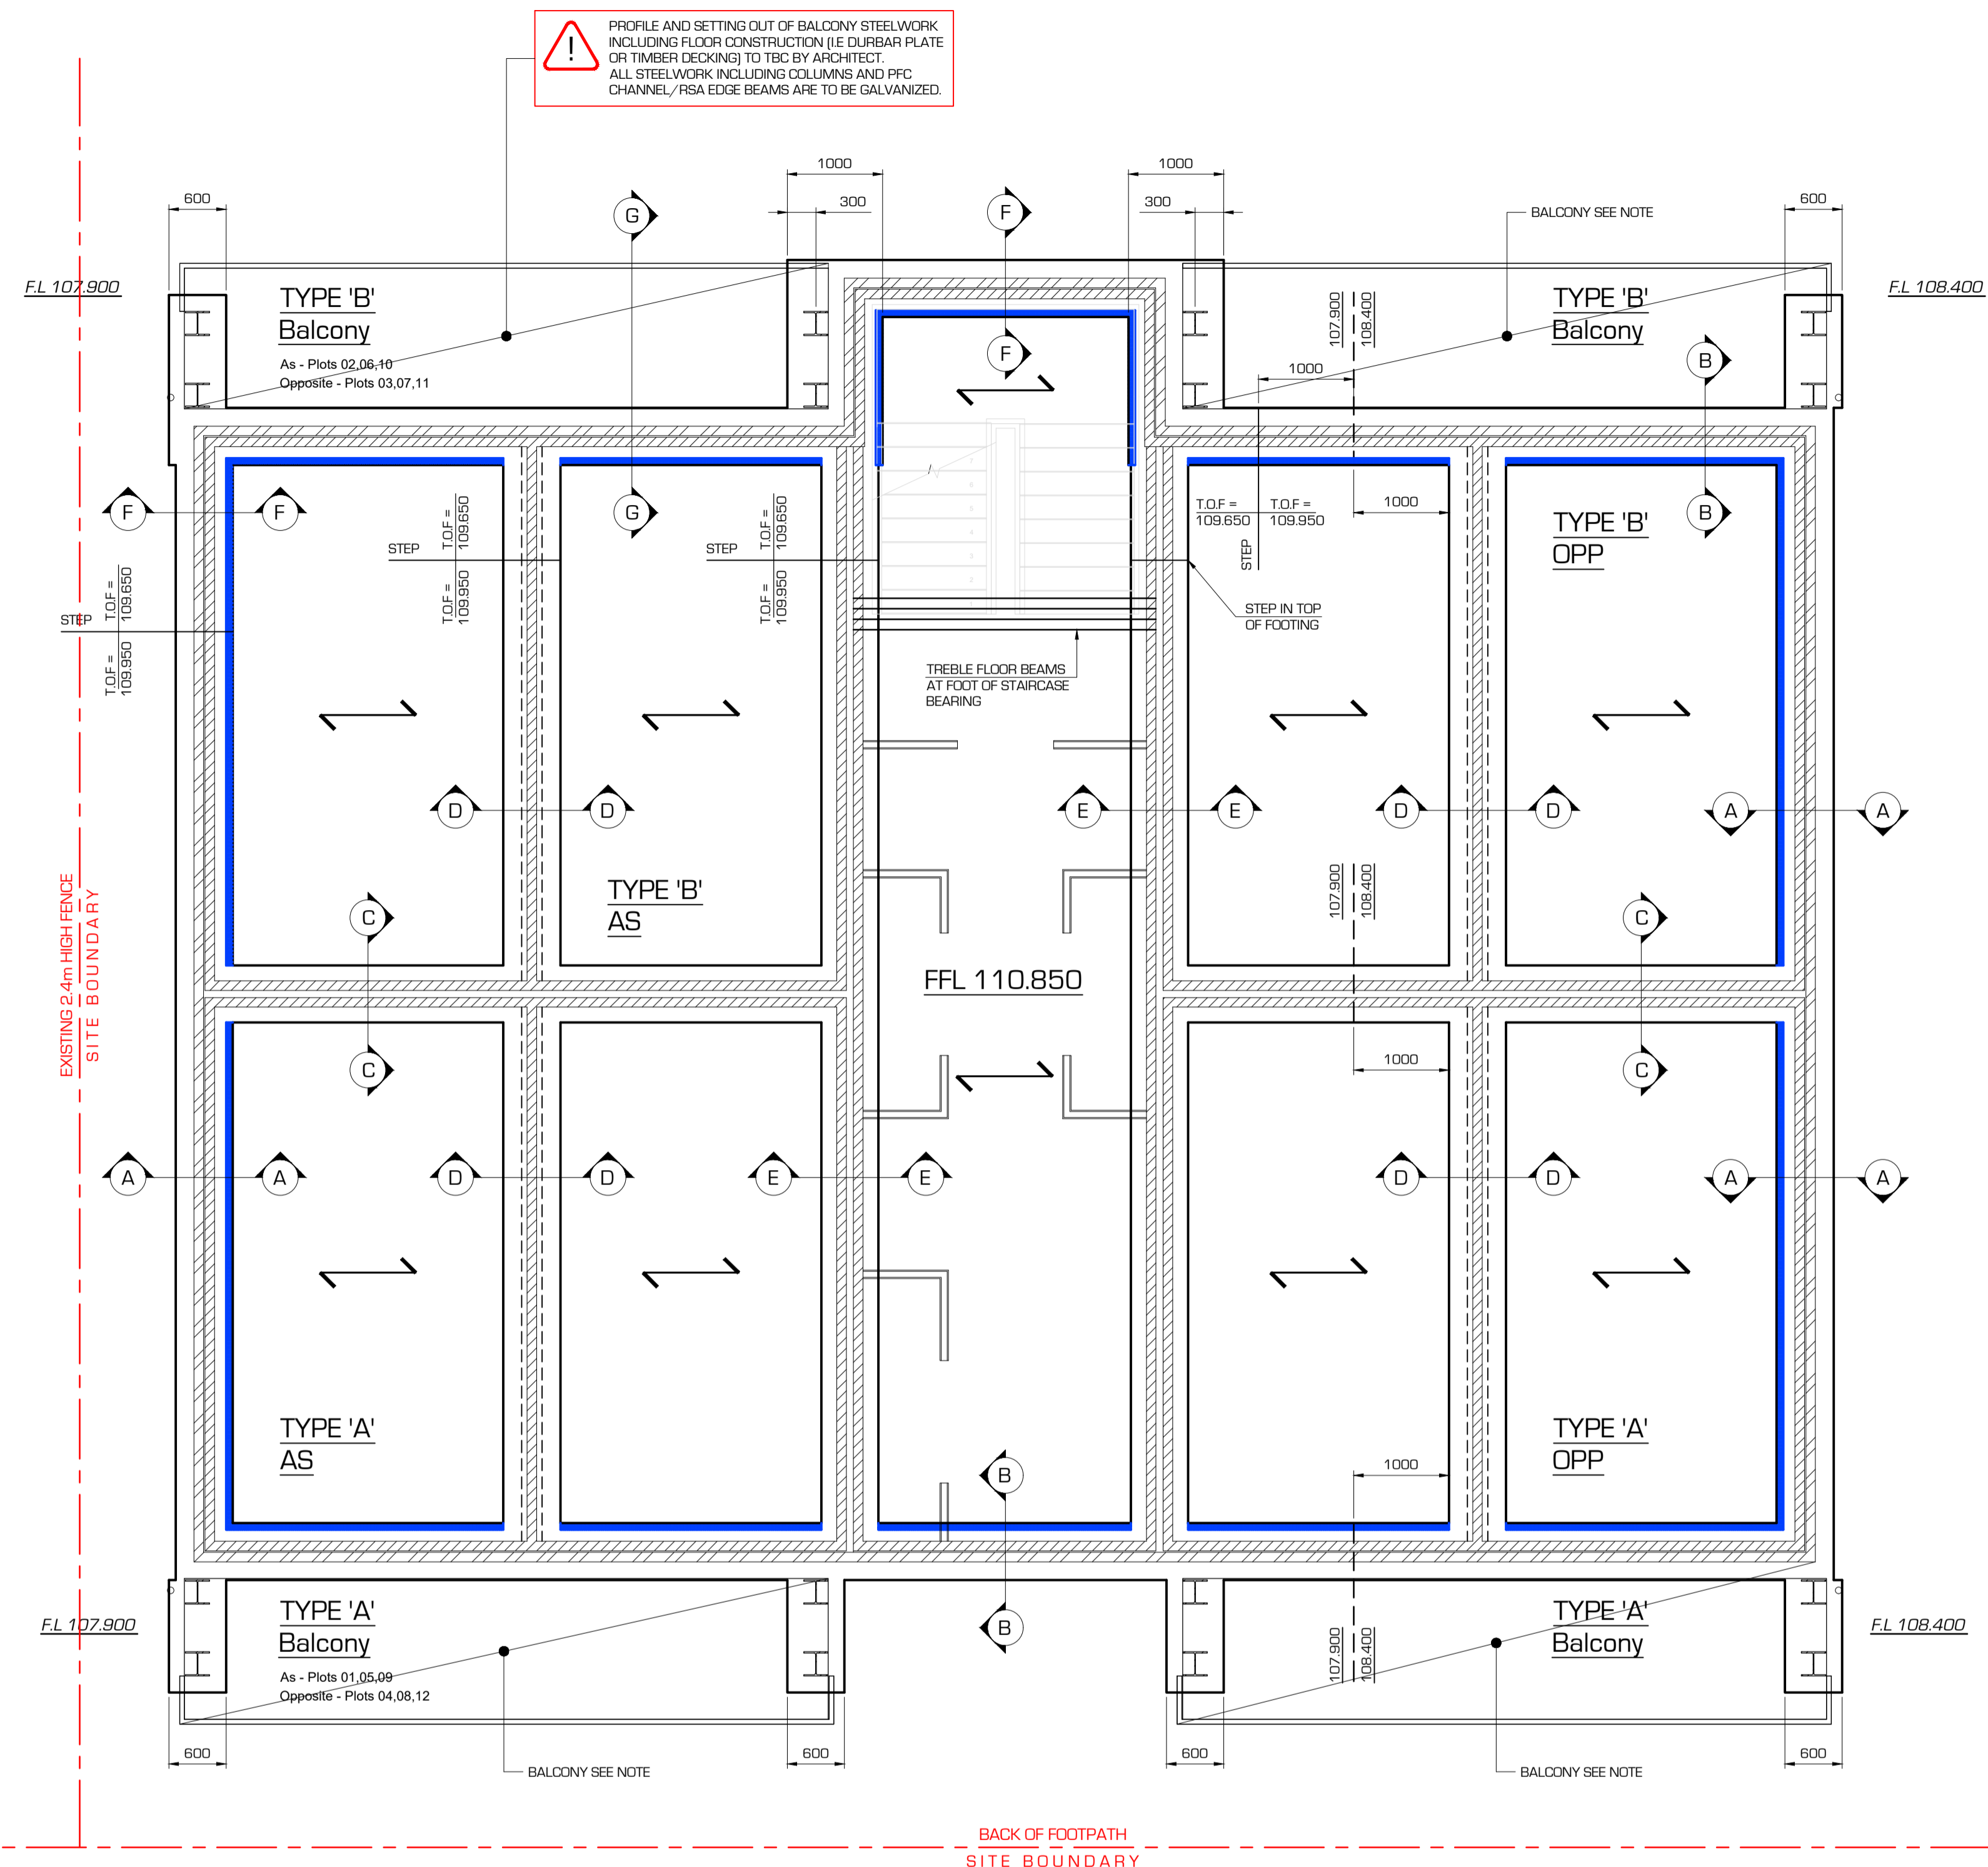 !
PROFILE AND SETTING OUT OF BALCONY STEELWORK
INCLUDING FLOOR CONSTRUCTION (I.E DURBAR PLATE
OR TIMBER DECKING) TO TBC BY ARCHITECT.
ALL STEELWORK INCLUDING COLUMNS AND PFC
CHANNEL/RSA EDGE BEAMS ARE TO BE GALVANIZED.
1000
1000
600
300
300
600
G
F
BALCONY SEE NOTE
F.L 107.900
F.L 108.400
TYPE 'B'
Balcony
As - Plots 02,06,10
Opposite - Plots 03,07,11
107.900
108.400
TYPE 'B'
Balcony
F
B
1000
F
F
G
T.O.F =
109.650
T.O.F =
109.950
1000
B
TYPE 'B'
OPP
STEP
T.O.F =
109.650
T.O.F =
109.950
STEP
T.O.F =
109.650
T.O.F =
109.950
STEP
7
6
5
4
3
2
STEP
T.O.F =
109.650
T.O.F =
109.950
STEP IN TOP
OF FOOTING
TREBLE FLOOR BEAMS
AT FOOT OF STAIRCASE
BEARING
D
D
E
E
D
D
A
A
TYPE 'B'
AS
C
107.900
108.400
C
EXISTING 2.4m HIGH FENCE
SITE BOUNDARY
FFL 110.850
C
1000
C
A
A
D
D
E
E
D
D
A
A
TYPE 'A'
AS
TYPE 'A'
OPP
B
1000
TYPE 'A'
Balcony
As - Plots 01,05,09
Opposite - Plots 04,08,12
F.L 107.900
B
107.900
108.400
TYPE 'A'
Balcony
F.L 108.400
600
600
600
600
BALCONY SEE NOTE
BALCONY SEE NOTE
BACK OF FOOTPATH
SITE BOUNDARY